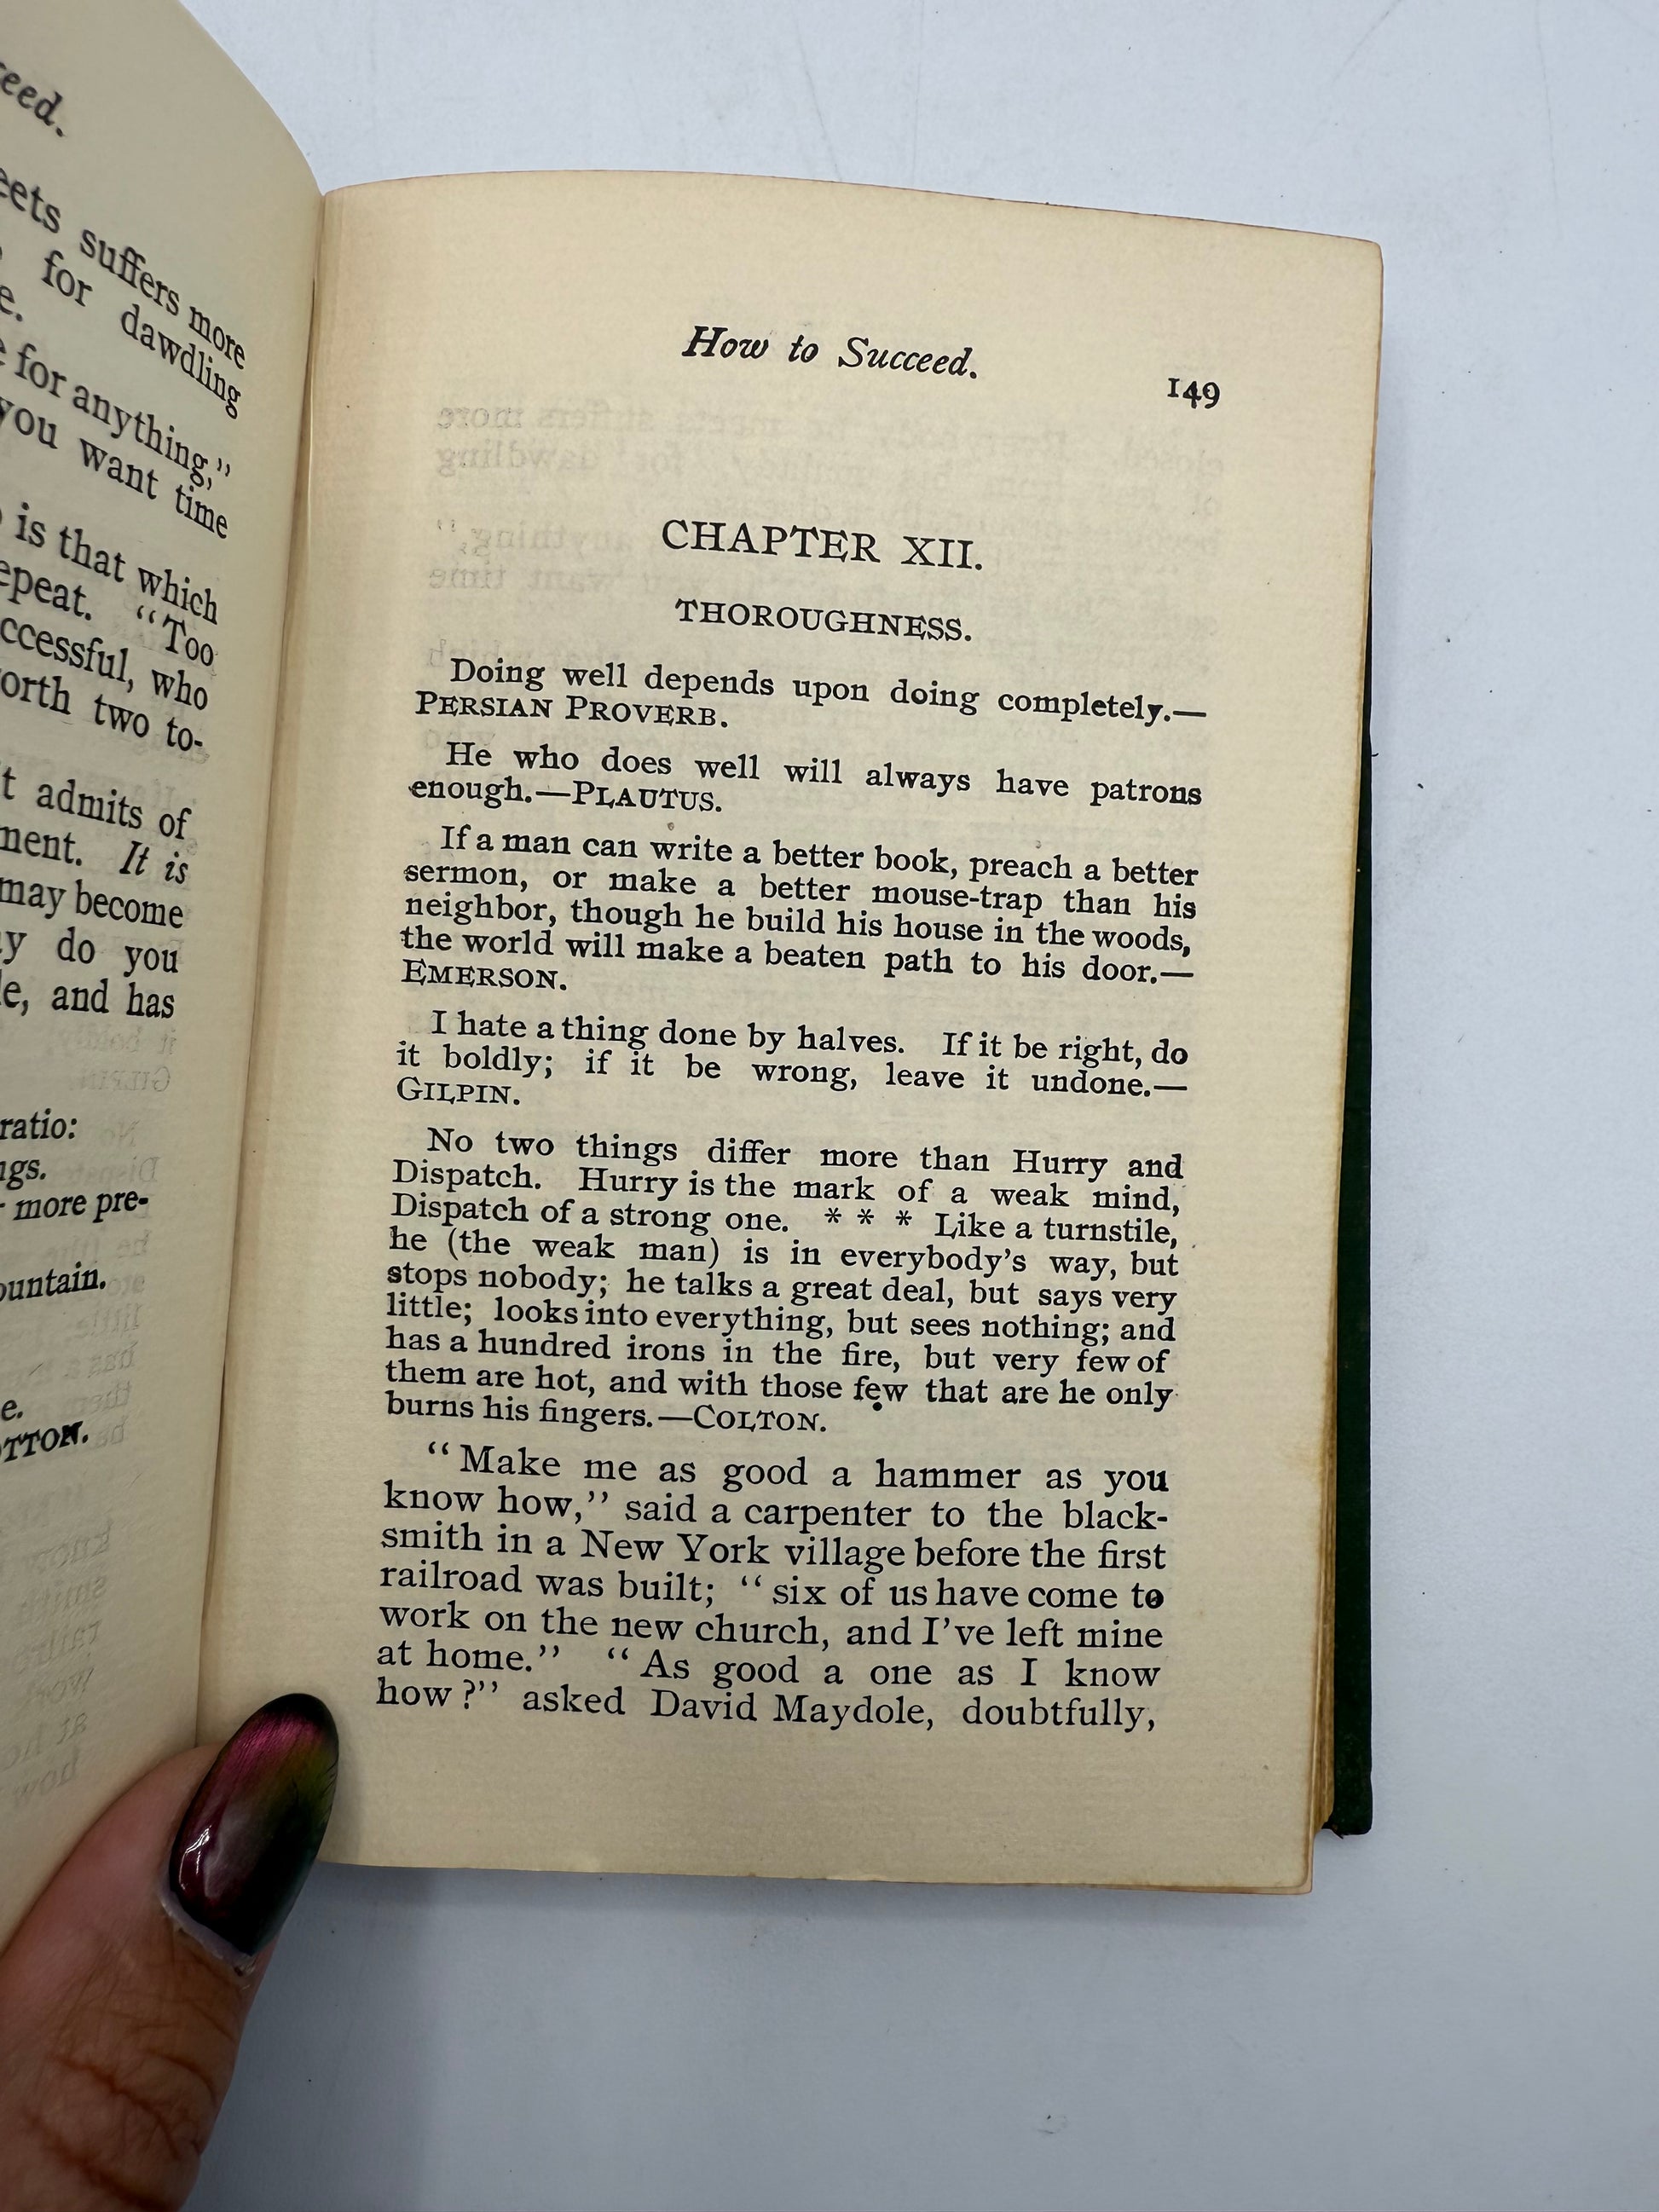 suffers more
for dawdling
for anything,"
you want time
is that which
"Too
who
two to-
admits of
It is
may become
do you
and has
ratio:
more pre-
How to Succeed.
149
CHAPTER XII.
THOROUGHNESS.
Doing well depends upon doing completely.—
PERSIAN PROVERB.
He who does well will always have patrons
enough.—PLAUTUS.
If a man can write a better book, preach a better
sermon, or make a better mouse-trap than his
neighbor, though he build his house in the woods,
the world will make a beaten path to his door.—
EMERSON.
I hate a thing done by halves. If it be right, do
it boldly; if it be wrong, leave it undone.—
GILPIN.
No two things differ more than Hurry and
Dispatch. Hurry is the mark of a weak mind,
Dispatch of a strong one. * * * Like a turnstile,
he (the weak man) is in everybody's way, but
stops nobody; he talks a great deal, but says very
little; looks into everything, but sees nothing; and
has a hundred irons in the fire, but very few of
them are hot, and with those few that are he only
burns his fingers.—COLTON.
"Make me as good a hammer as you
know how," said a carpenter to the black-
smith in a New York village before the first
railroad was built; "six of us have come to
work on the new church, and I've left mine
at home." "As good a one as I know
how?" asked David Maydole, doubtfully,